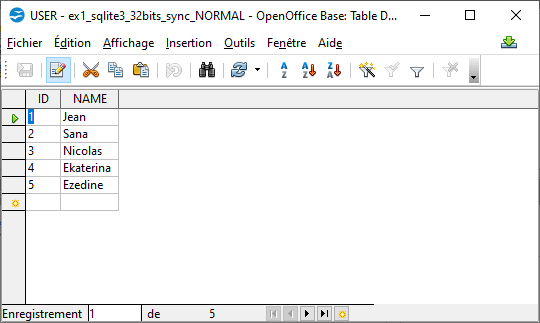 USER - ex1_sqlite3_32bits_sync_NORMAL - OpenOffice Base: Table D...
Fichier Édition Affichage Insertion Outils Fenêtre Aide
A Z Z A A Z
ID NAME
1 Jean
2 Sana
3 Nicolas
4 Ekaterina
5 Ezedine
Enregistrement 1 de 5